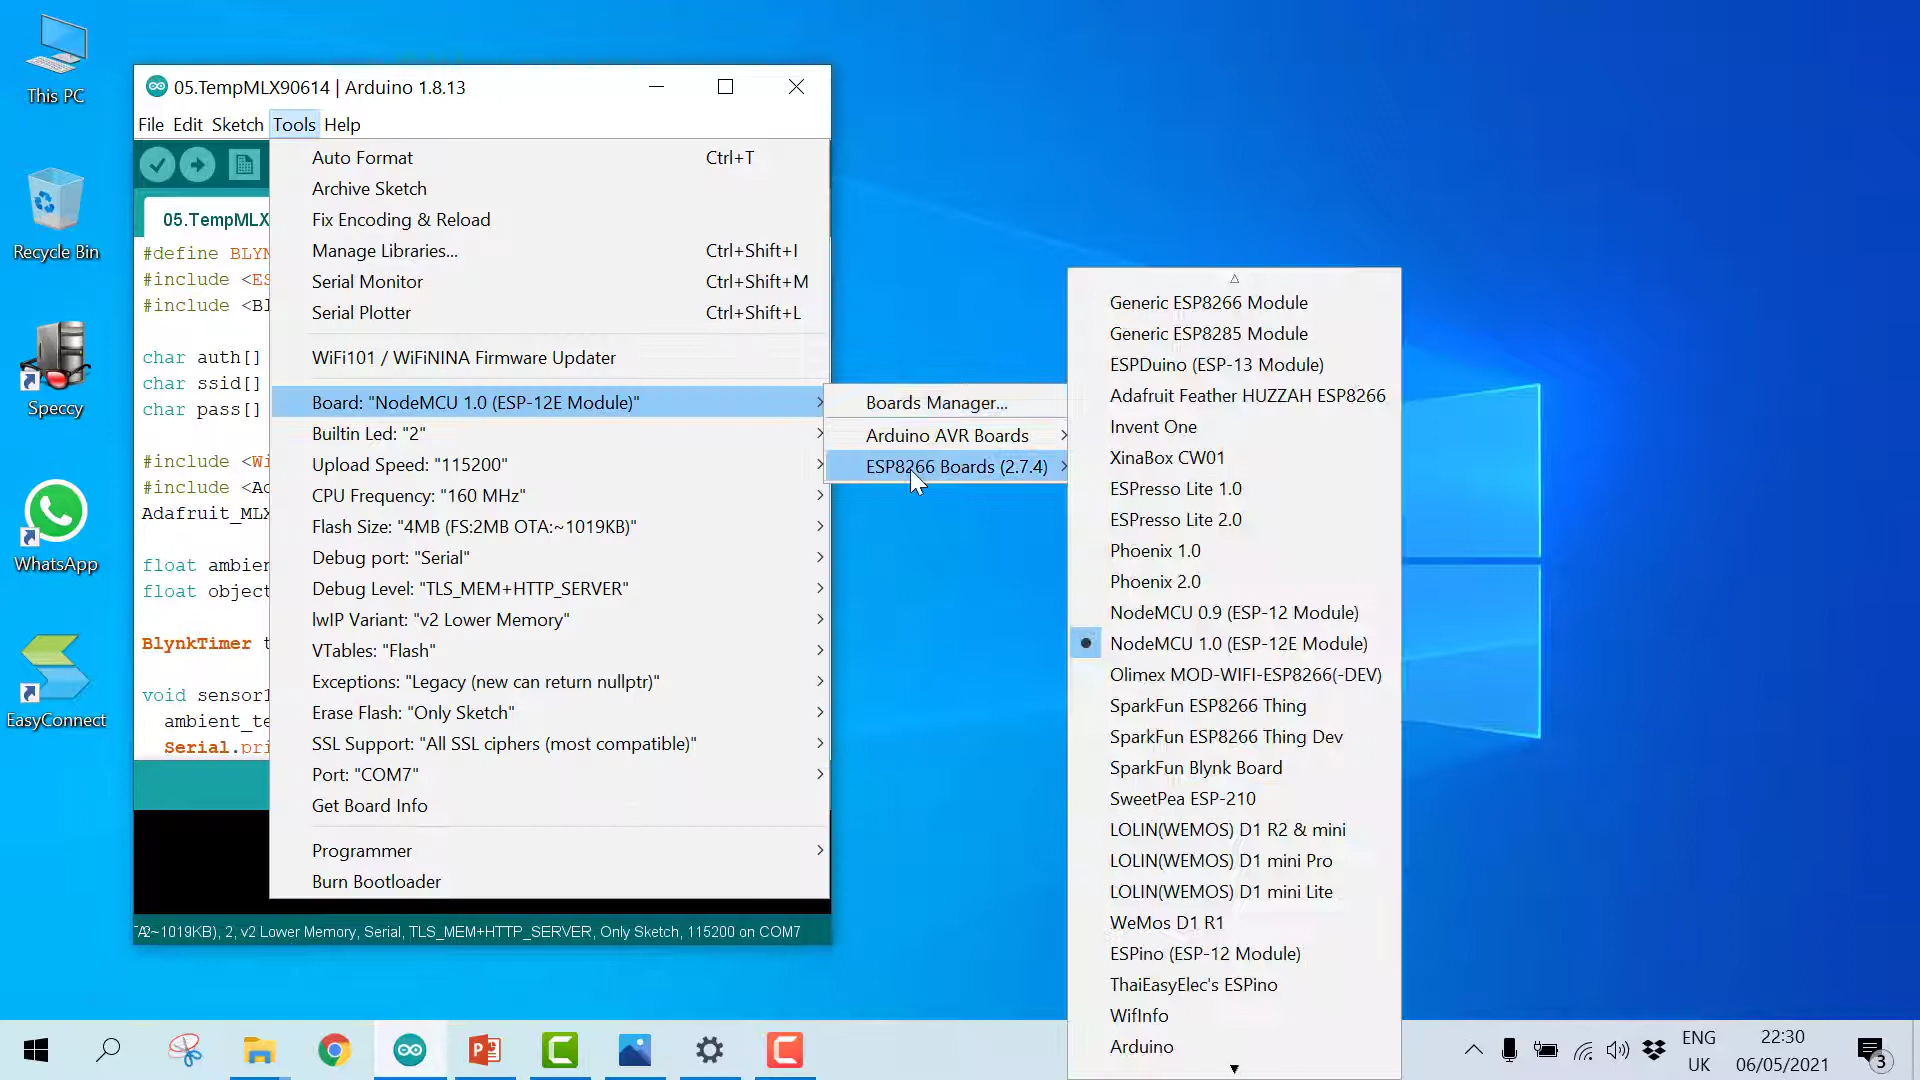 This PC
Recycle Bin
Speccy
WhatsApp
EasyConnect
05.TempMLX90614 | Arduino 1.8.13
File Edit Sketch Tools Help
05.TempMLX
#define BLYN
#include <ES
#include <Bl
char auth[]
char ssid[]
char pass[]
#include <Wi
#include <Ad
Adafruit_MLX
float ambien
float object
BlynkTimer t
void sensor
ambient_te
Serial.pri
Auto Format Ctrl+T
Archive Sketch
Fix Encoding & Reload
Manage Libraries... Ctrl+Shift+I
Serial Monitor Ctrl+Shift+M
Serial Plotter Ctrl+Shift+L
WiFi101 / WiFiNINA Firmware Updater
Board: "NodeMCU 1.0 (ESP-12E Module)"
Builtin Led: "2"
Upload Speed: "115200"
CPU Frequency: "160 MHz"
Flash Size: "4MB (FS:2MB OTA:~1019KB)"
Debug port: "Serial"
Debug Level: "TLS_MEM+HTTP_SERVER"
lwIP Variant: "v2 Lower Memory"
VTables: "Flash"
Exceptions: "Legacy (new can return nullptr)"
Erase Flash: "Only Sketch"
SSL Support: "All SSL ciphers (most compatible)"
Port: "COM7"
Get Board Info
Programmer
Burn Bootloader
~1019KB), 2, v2 Lower Memory, Serial, TLS_MEM+HTTP_SERVER, Only Sketch, 115200 on COM7
Boards Manager...
Arduino AVR Boards
ESP8266 Boards (2.7.4)
Generic ESP8266 Module
Generic ESP8285 Module
ESPDuino (ESP-13 Module)
Adafruit Feather HUZZAH ESP8266
Invent One
XinaBox CW01
ESPresso Lite 1.0
ESPresso Lite 2.0
Phoenix 1.0
Phoenix 2.0
NodeMCU 0.9 (ESP-12 Module)
NodeMCU 1.0 (ESP-12E Module)
Olimex MOD-WIFI-ESP8266(-DEV)
SparkFun ESP8266 Thing
SparkFun ESP8266 Thing Dev
SparkFun Blynk Board
SweetPea ESP-210
LOLIN(WEMOS) D1 R2 & mini
LOLIN(WEMOS) D1 mini Pro
LOLIN(WEMOS) D1 mini Lite
WeMos D1 R1
ESPino (ESP-12 Module)
ThaiEasyElec's ESPino
WifInfo
Arduino
ENG
UK
22:30
06/05/2021
3